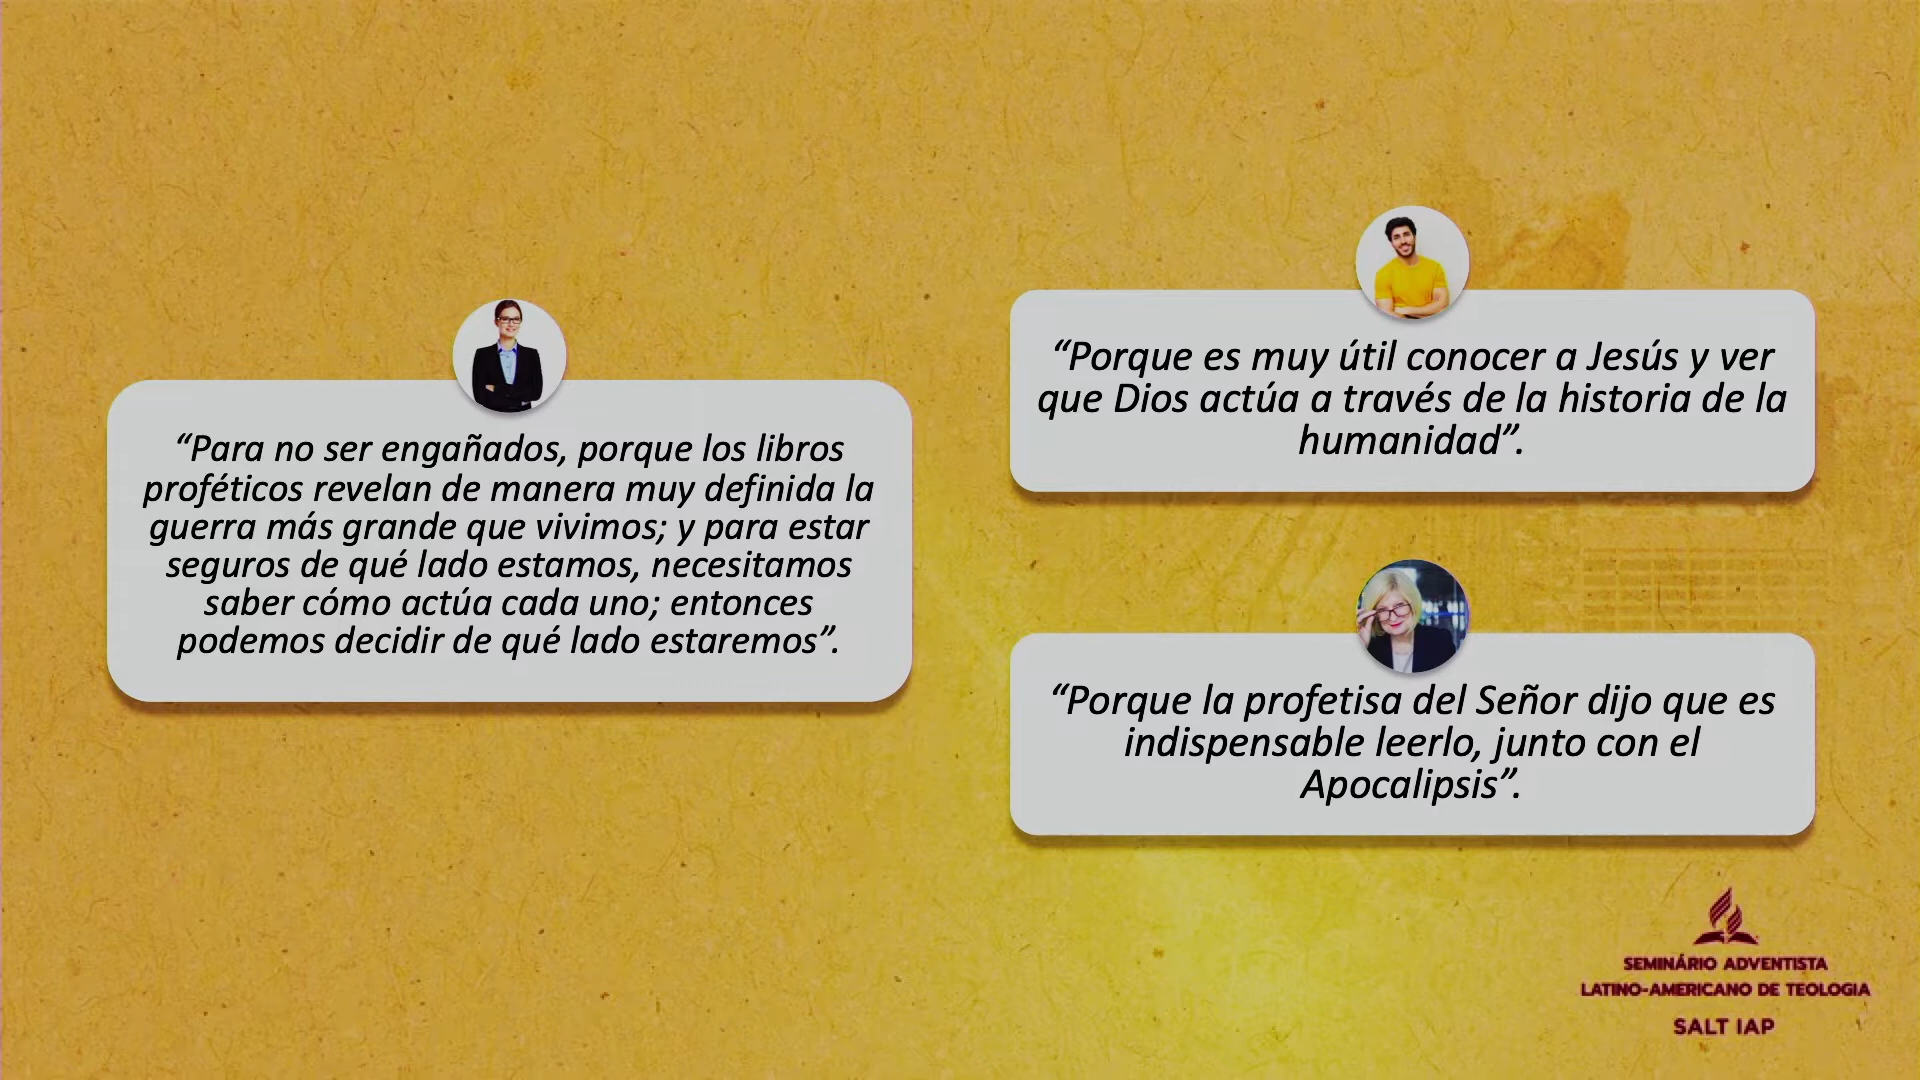 “Para no ser engañados, porque los libros
proféticos revelan de manera muy definida la
guerra más grande que vivimos; y para estar
seguros de qué lado estamos, necesitamos
saber cómo actúa cada uno; entonces
podemos decidir de qué lado estaremos”.
“Porque es muy útil conocer a Jesús y ver
que Dios actúa a través de la historia de la
humanidad”.
“Porque la profetisa del Señor dijo que es
indispensable leerlo, junto con el
Apocalipsis”.
SEMINÁRIO ADVENTISTA
LATINO-AMERICANO DE TEOLOGIA
SALT IAP